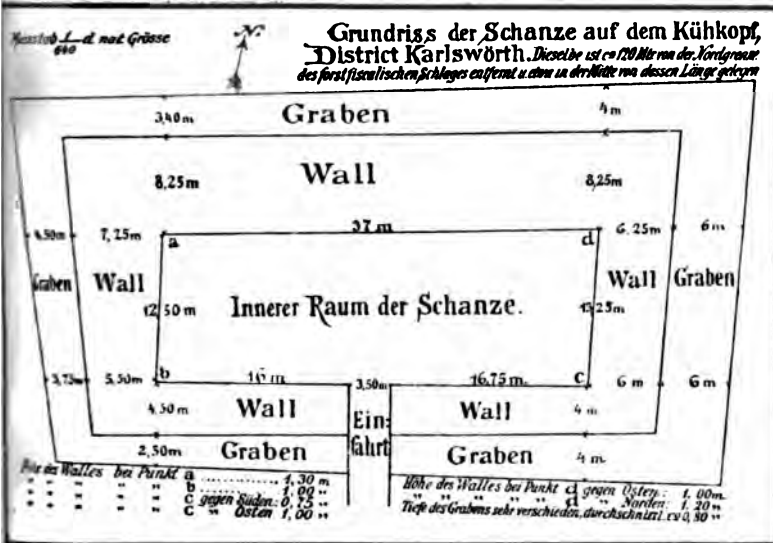 Masstab 1/640 d. nat Grösse
N.
Grundriss der Schanze auf dem Kühkopf,
District Karlswörth. Dieselbe ist ca 120 Mtr von der Nordgrenze
des forstfiscalischen Schlages entfernt u. etwa in der Mitte von dessen Länge gelegen
3,40 m Graben 4 m
Wall
8,25 m 8,25 m
4,50 m 7,25 m a 37 m d 6.25 m 6 m
Graben Wall Wall Graben
12,50 m Innerer Raum der Schanze. 13,25 m
3,75 m 5,50 m b 16 m 3,50 m 16.75 m. c 6 m 6 m
4,50 m Wall Ein= Wall 4 m
2,50 m Graben fahrt Graben 4 m
Höhe des Walles bei Punkt a ............ 1,30 m
" " " " " b ............ 1,00 "
" " " " " c gegen Süden: 0,75 "
" " " " " c " Osten 1,00 "
Höhe des Walles bei Punkt d gegen Osten: 1,00 m.
" " " " " d " Norden: 1.20 "
Tiefe des Grabens sehr verschieden, durchschnittl. ca 0,80 "